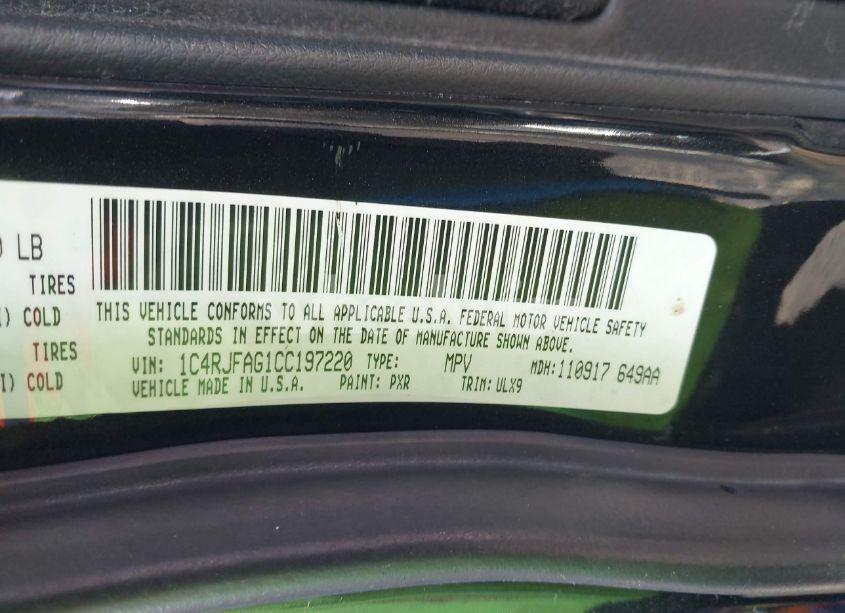 LB
TIRES
COLD
TIRES
COLD
THIS VEHICLE CONFORMS TO ALL APPLICABLE U.S.A. FEDERAL MOTOR VEHICLE SAFETY
STANDARDS IN EFFECT ON THE DATE OF MANUFACTURE SHOWN ABOVE.
VIN: 1C4RJFAG1CC197220 TYPE: MPV MDH:110917 649AA
VEHICLE MADE IN U.S.A. PAINT: PXR TRIM:ULX9